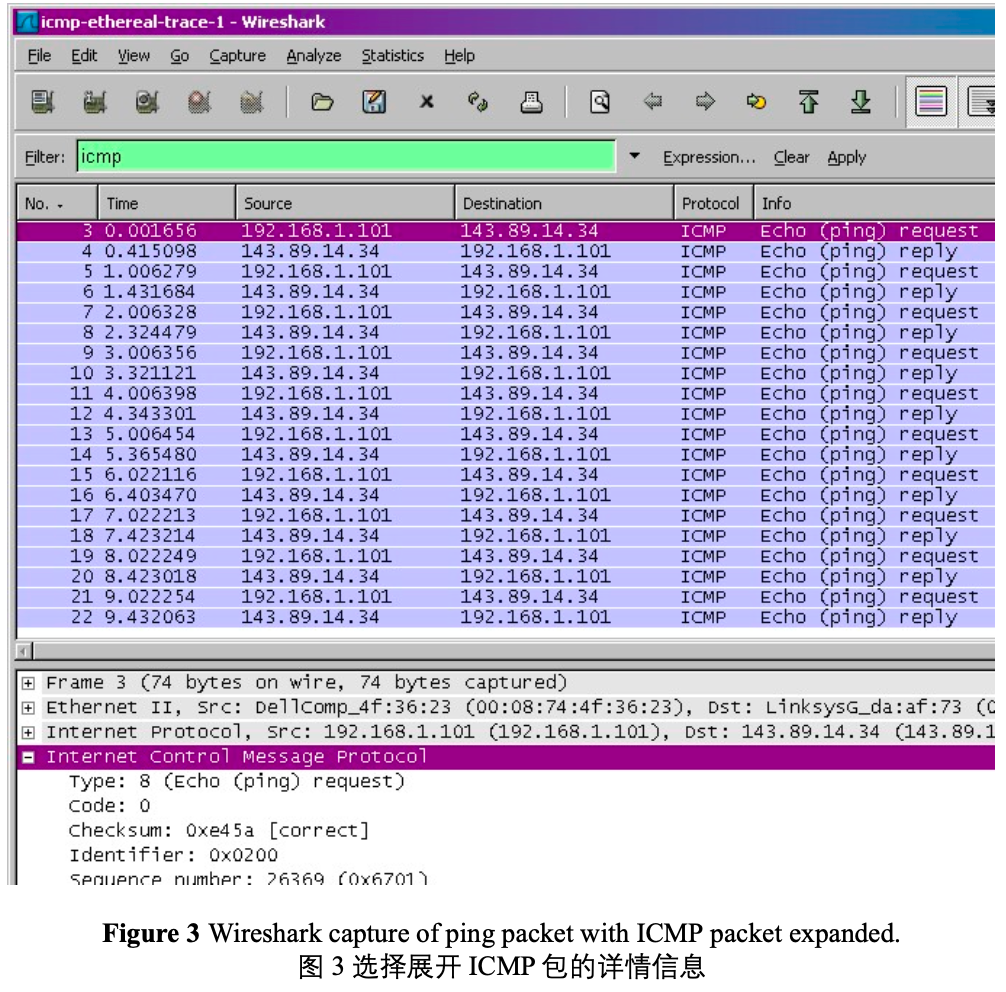 icmp-ethereal-trace-1 - Wireshark
File Edit View Go Capture Analyze Statistics Help
Filter: icmp Expression... Clear Apply
No. - Time Source Destination Protocol Info
3 0.001656 192.168.1.101 143.89.14.34 ICMP Echo (ping) request
4 0.415098 143.89.14.34 192.168.1.101 ICMP Echo (ping) reply
5 1.006279 192.168.1.101 143.89.14.34 ICMP Echo (ping) request
6 1.431684 143.89.14.34 192.168.1.101 ICMP Echo (ping) reply
7 2.006328 192.168.1.101 143.89.14.34 ICMP Echo (ping) request
8 2.324479 143.89.14.34 192.168.1.101 ICMP Echo (ping) reply
9 3.006356 192.168.1.101 143.89.14.34 ICMP Echo (ping) request
10 3.321121 143.89.14.34 192.168.1.101 ICMP Echo (ping) reply
11 4.006398 192.168.1.101 143.89.14.34 ICMP Echo (ping) request
12 4.343301 143.89.14.34 192.168.1.101 ICMP Echo (ping) reply
13 5.006454 192.168.1.101 143.89.14.34 ICMP Echo (ping) request
14 5.365480 143.89.14.34 192.168.1.101 ICMP Echo (ping) reply
15 6.022116 192.168.1.101 143.89.14.34 ICMP Echo (ping) request
16 6.403470 143.89.14.34 192.168.1.101 ICMP Echo (ping) reply
17 7.022213 192.168.1.101 143.89.14.34 ICMP Echo (ping) request
18 7.423214 143.89.14.34 192.168.1.101 ICMP Echo (ping) reply
19 8.022249 192.168.1.101 143.89.14.34 ICMP Echo (ping) request
20 8.423018 143.89.14.34 192.168.1.101 ICMP Echo (ping) reply
21 9.022254 192.168.1.101 143.89.14.34 ICMP Echo (ping) request
22 9.432063 143.89.14.34 192.168.1.101 ICMP Echo (ping) reply
Frame 3 (74 bytes on wire, 74 bytes captured)
Ethernet II, Src: DellComp_4f:36:23 (00:08:74:4f:36:23), Dst: LinksysG_da:af:73 (0
Internet Protocol, Src: 192.168.1.101 (192.168.1.101), Dst: 143.89.14.34 (143.89.1
Internet Control Message Protocol
Type: 8 (Echo (ping) request)
Code: 0
Checksum: 0xe45a [correct]
Identifier: 0x0200
Sequence number: 26369 (0x6701)
Figure 3 Wireshark capture of ping packet with ICMP packet expanded.
图 3 选择展开 ICMP 包的详情信息